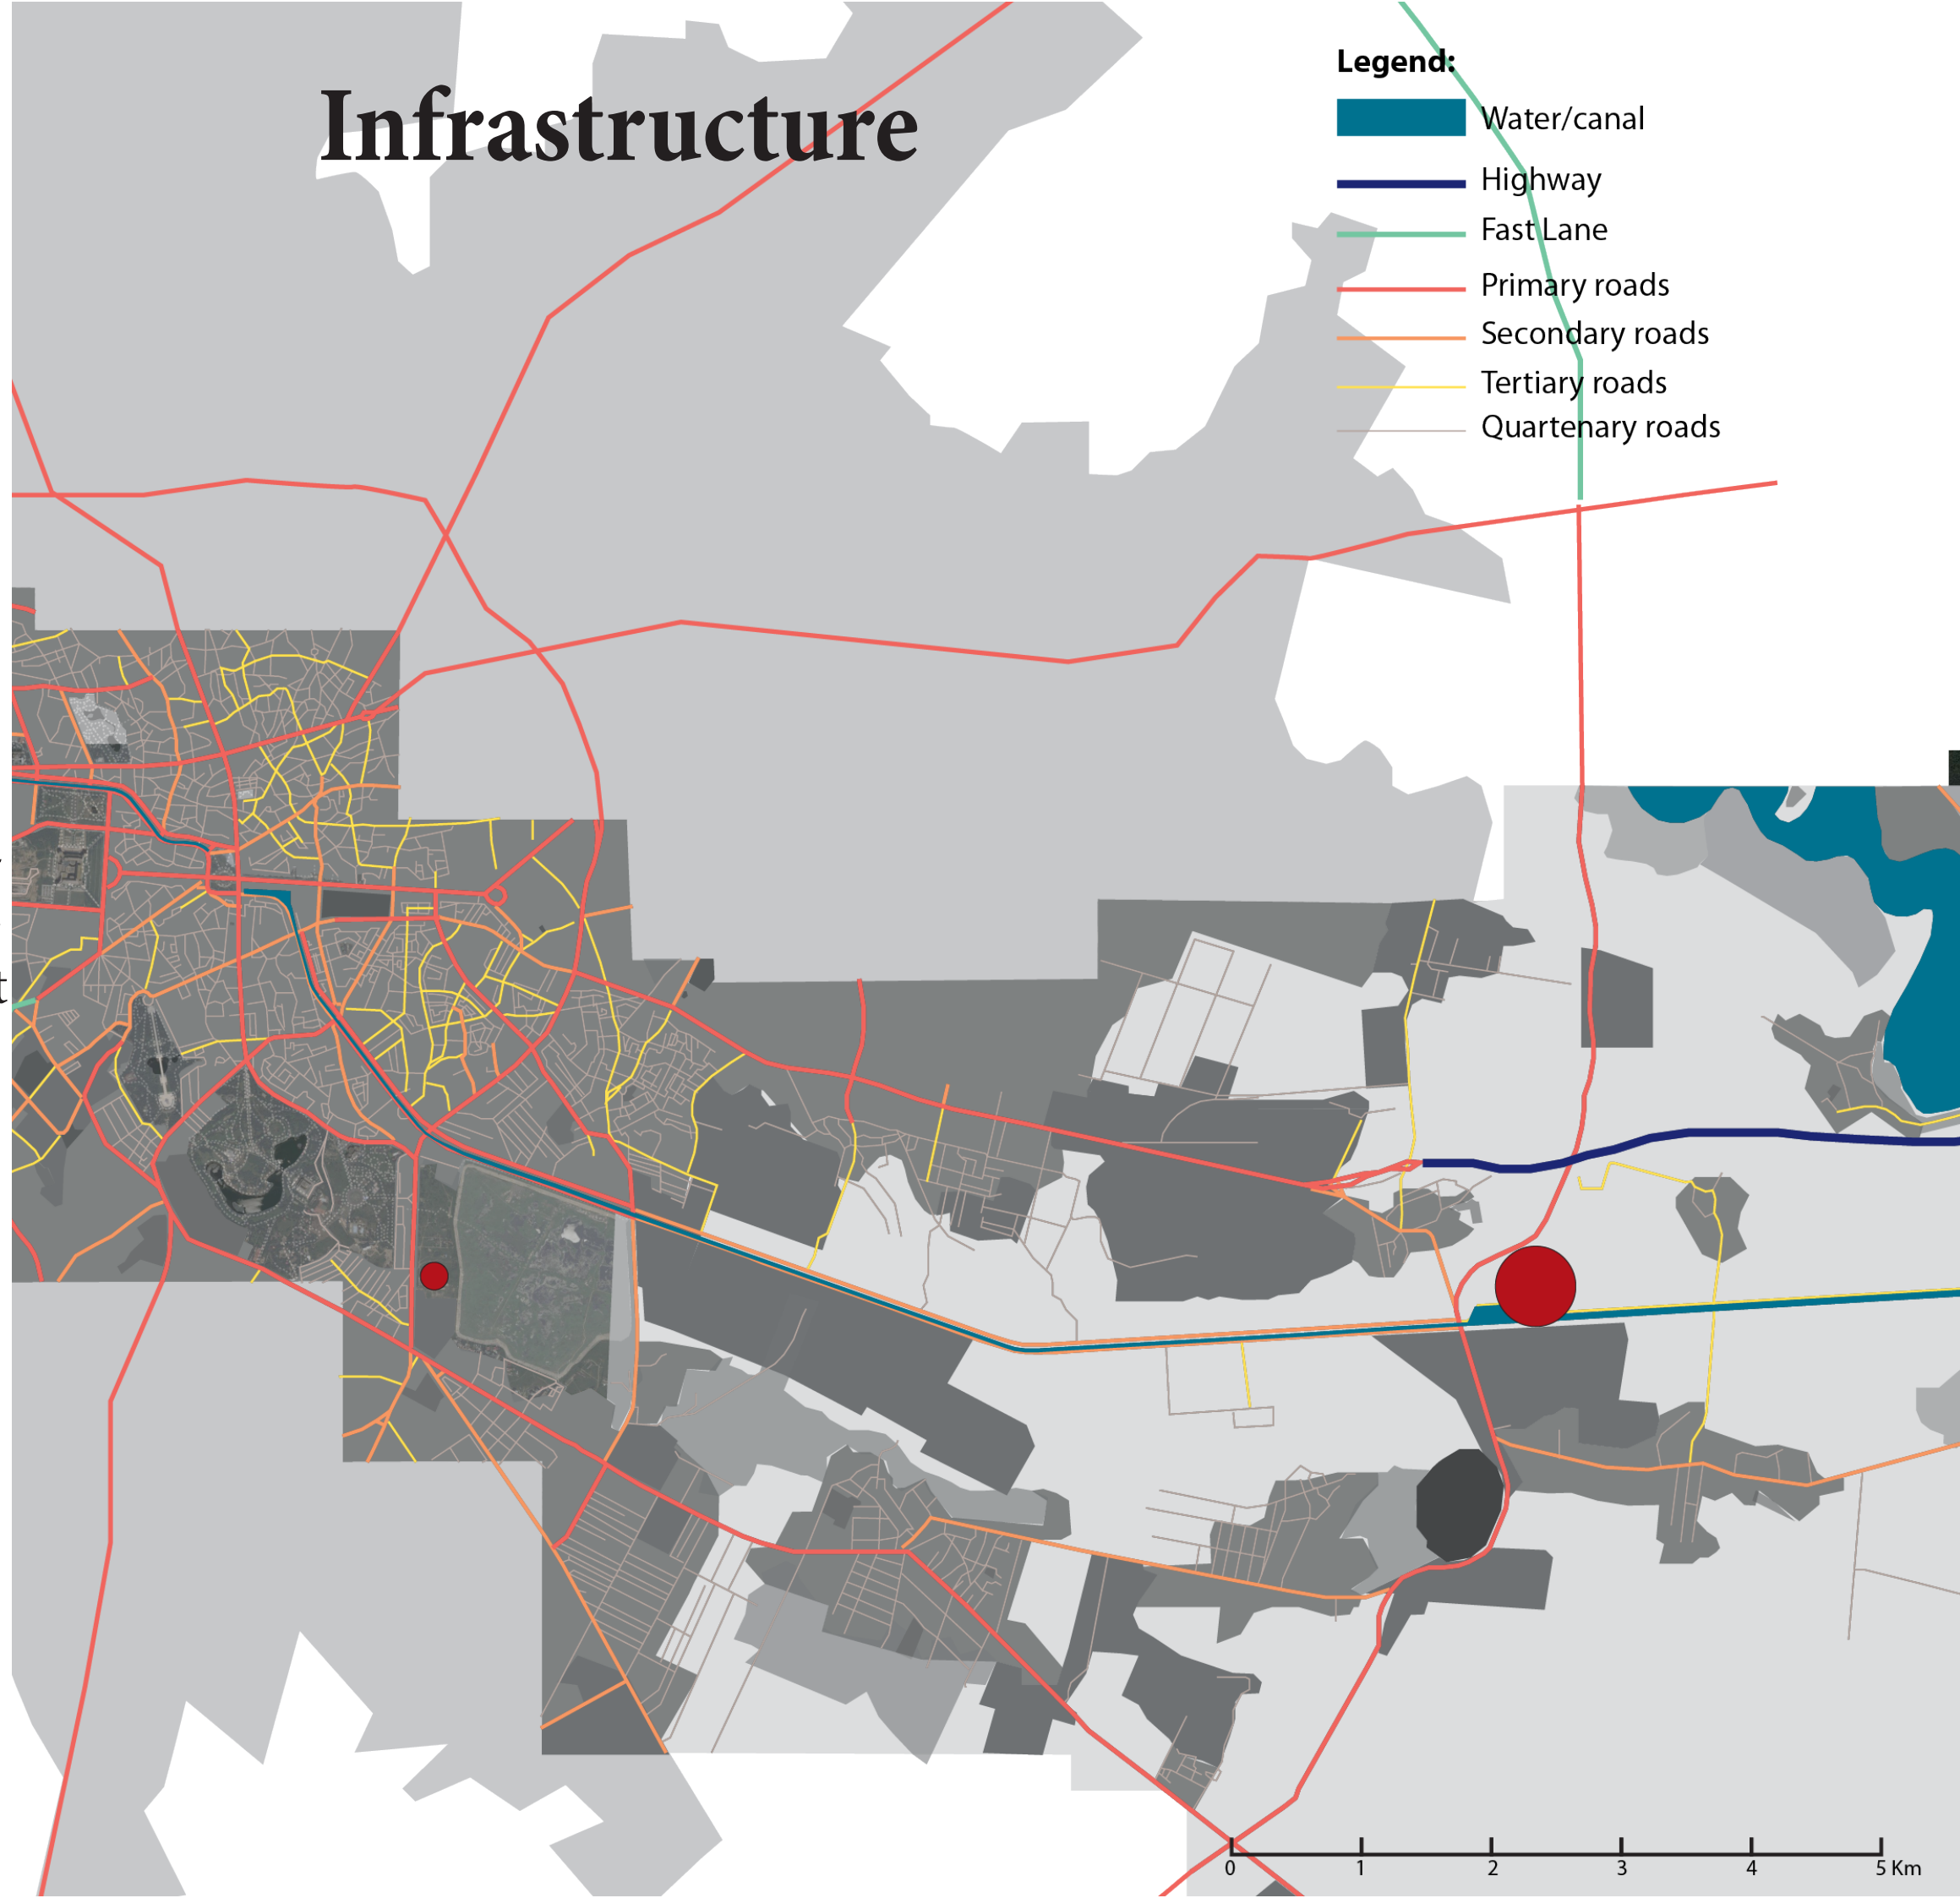 Infrastructure
Legend:
Water/canal
Highway
Fast Lane
Primary roads
Secondary roads
Tertiary roads
Quartenary roads
t
0 1 2 3 4 5 Km